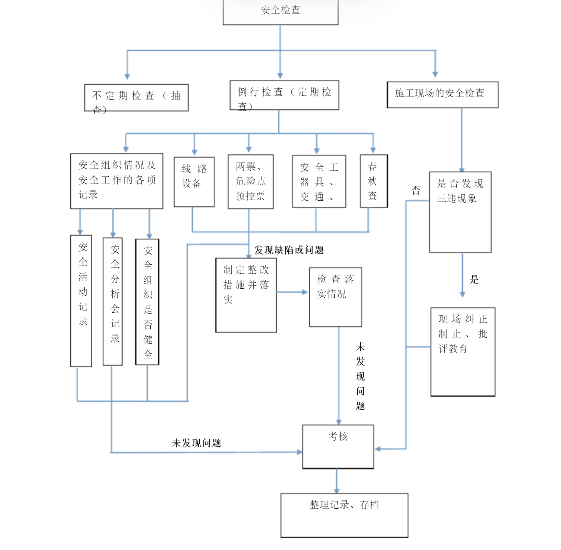 安全检查
不定期检查（抽
查）
例行检查（定期检
查）
施工现场的安全检查
安全组织情况及
安全工作的各项
记录
线路
设备
两票、
危险点
预控票
安全工
器具、
交通、
春
秋
查
是否发现
三违现象
否
是
安全活动记录
安全分析会记录
安全组织是否健全
发现缺陷或问题
制定整改
措施并落
实
检查落
实情况
现场纠正
制止、批
评教育
未发现问题
未发现问题
考核
整理记录、存档